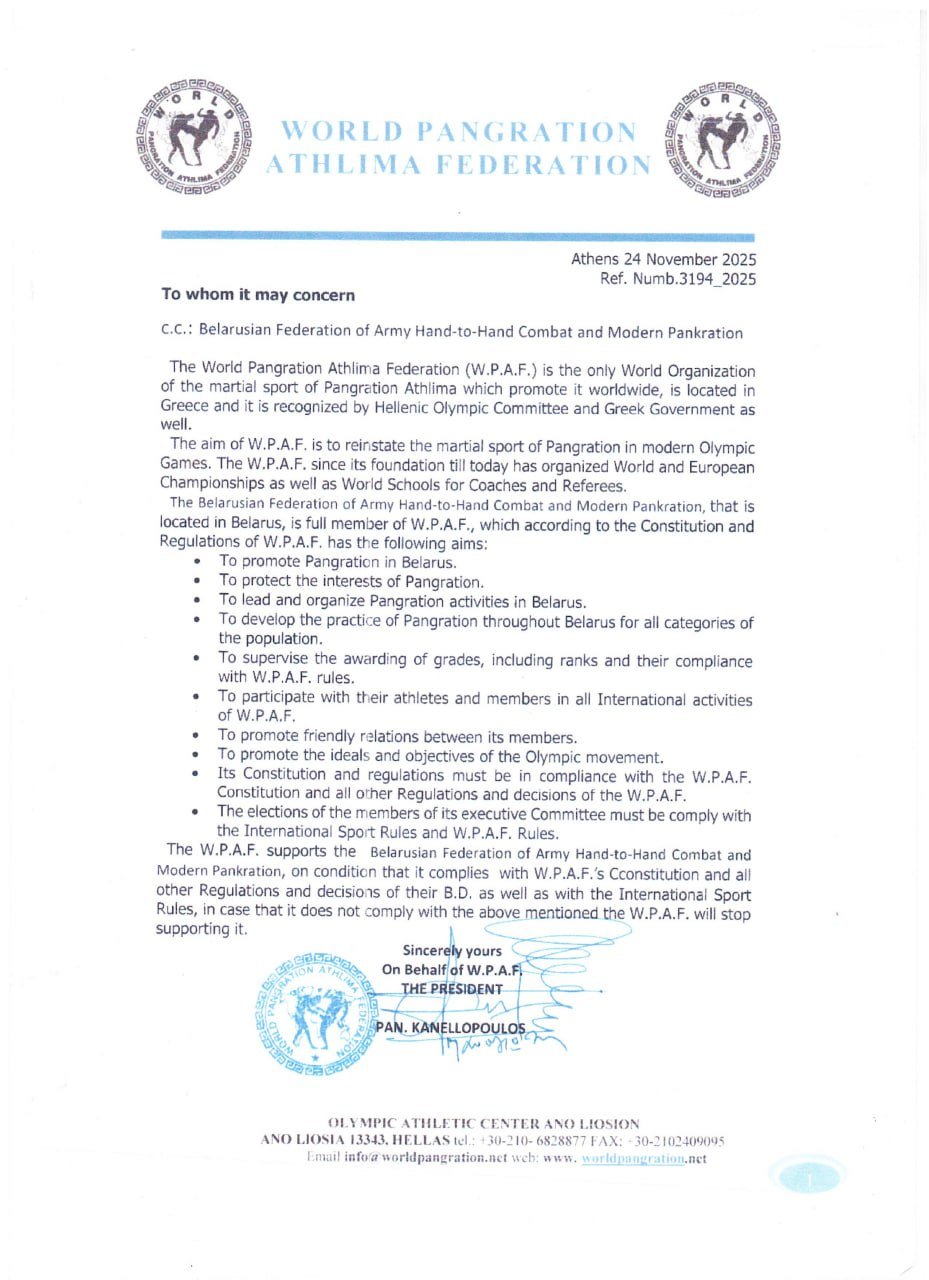 WORLD
PANGRATION ATHLIMA FEDERATION
WORLD PANGRATION
ATHLIMA FEDERATION
WORLD
PANGRATION ATHLIMA FEDERATION
Athens 24 November 2025
Ref. Numb.3194_2025
To whom it may concern
c.c.: Belarusian Federation of Army Hand-to-Hand Combat and Modern Pankration
The World Pangration Athlima Federation (W.P.A.F.) is the only World Organization
of the martial sport of Pangration Athlima which promote it worldwide, is located in
Greece and it is recognized by Hellenic Olympic Committee and Greek Government as
well.
The aim of W.P.A.F. is to reinstate the martial sport of Pangration in modern Olympic
Games. The W.P.A.F. since its foundation till today has organized World and European
Championships as well as World Schools for Coaches and Referees.
The Belarusian Federation of Army Hand-to-Hand Combat and Modern Pankration, that is
located in Belarus, is full member of W.P.A.F., which according to the Constitution and
Regulations of W.P.A.F. has the following aims:
• To promote Pangration in Belarus.
• To protect the interests of Pangration.
• To lead and organize Pangration activities in Belarus.
• To develop the practice of Pangration throughout Belarus for all categories of
the population.
• To supervise the awarding of grades, including ranks and their compliance
with W.P.A.F. rules.
• To participate with their athletes and members in all International activities
of W.P.A.F.
• To promote friendly relations between its members.
• To promote the ideals and objectives of the Olympic movement.
• Its Constitution and regulations must be in compliance with the W.P.A.F.
Constitution and all other Regulations and decisions of the W.P.A.F.
• The elections of the members of its executive Committee must be comply with
the International Sport Rules and W.P.A.F. Rules.
The W.P.A.F. supports the Belarusian Federation of Army Hand-to-Hand Combat and
Modern Pankration, on condition that it complies with W.P.A.F.'s Cconstitution and all
other Regulations and decisions of their B.D. as well as with the International Sport
Rules, in case that it does not comply with the above mentioned the W.P.A.F. will stop
supporting it.
Sincerely yours
On Behalf of W.P.A.F.
THE PRESIDENT
PAN. KANELLOPOULOS
WORLD PANGRATION ATHLIMA FEDERATION
OLYMPIC ATHLETIC CENTER ANO LIOSION
ANO LIOSIA 13343, HELLAS tel.: +30-210- 6828877 FAX: +30-2102409095
Email info@worldpangration.net web: www. worldpangration.net
1